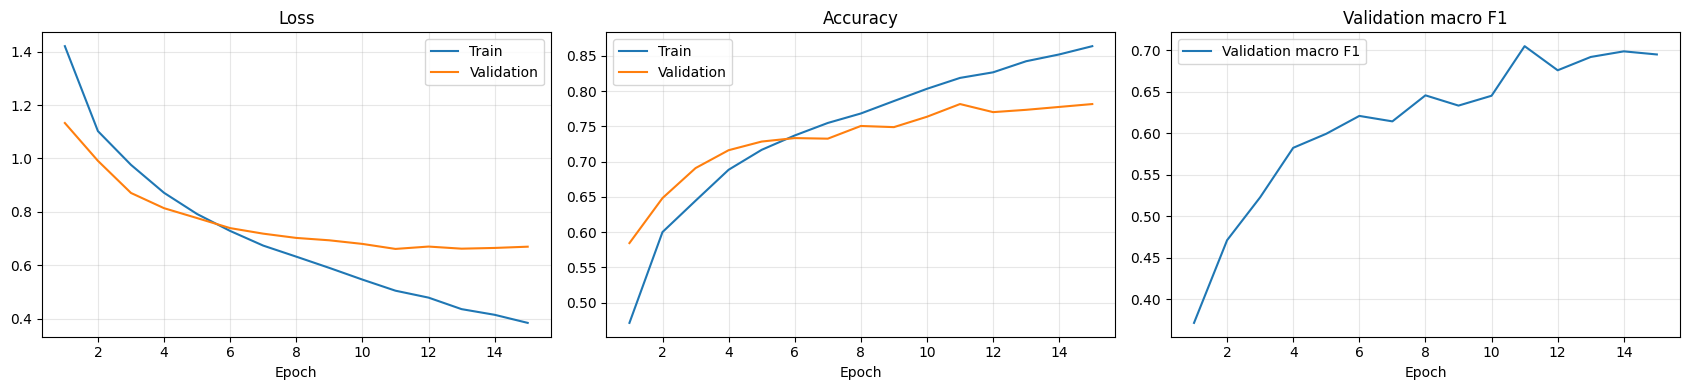 Loss
1.4
1.2
1.0
0.8
0.6
0.4
Train
Validation
2 4 6 8 10 12 14
Epoch
Accuracy
0.85
0.80
0.75
0.70
0.65
0.60
0.55
0.50
Train
Validation
2 4 6 8 10 12 14
Epoch
Validation macro F1
0.70
0.65
0.60
0.55
0.50
0.45
0.40
Validation macro F1
2 4 6 8 10 12 14
Epoch